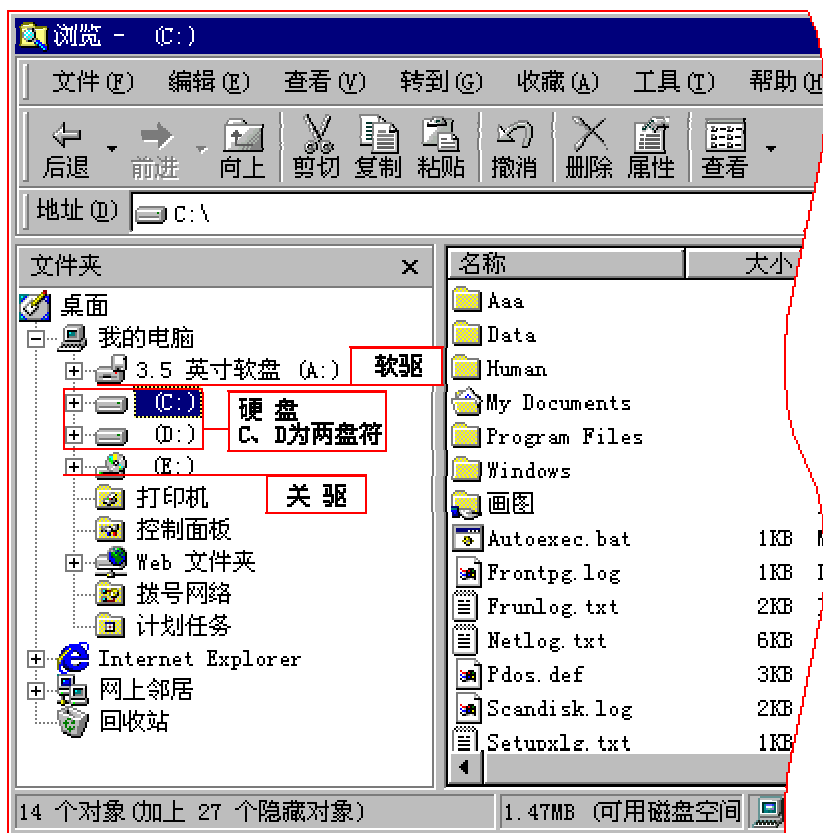 浏览 - (C:)
文件(F) 编辑(E) 查看(V) 转到(G) 收藏(A) 工具(T) 帮助(H
后退 前进 向上 剪切 复制 粘贴 撤消 删除 属性 查看
地址(D) C:\
文件夹
名称 大小
桌面
我的电脑
3.5 英寸软盘 (A:) 软驱
(C:)
(D:)
硬 盘
C、D为两盘符
(E:)
关 驱
打印机
控制面板
Web 文件夹
拨号网络
计划任务
Internet Explorer
网上邻居
回收站
Aaa
Data
Human
My Documents
Program Files
Windows
画图
Autoexec.bat 1KB
Frontpg.log 1KB
Frunlog.txt 2KB
Netlog.txt 6KB
Pdos.def 3KB
Scandisk.log 2KB
Setupxlg.txt 1KB
14 个对象(加上 27 个隐藏对象) 1.47MB (可用磁盘空间